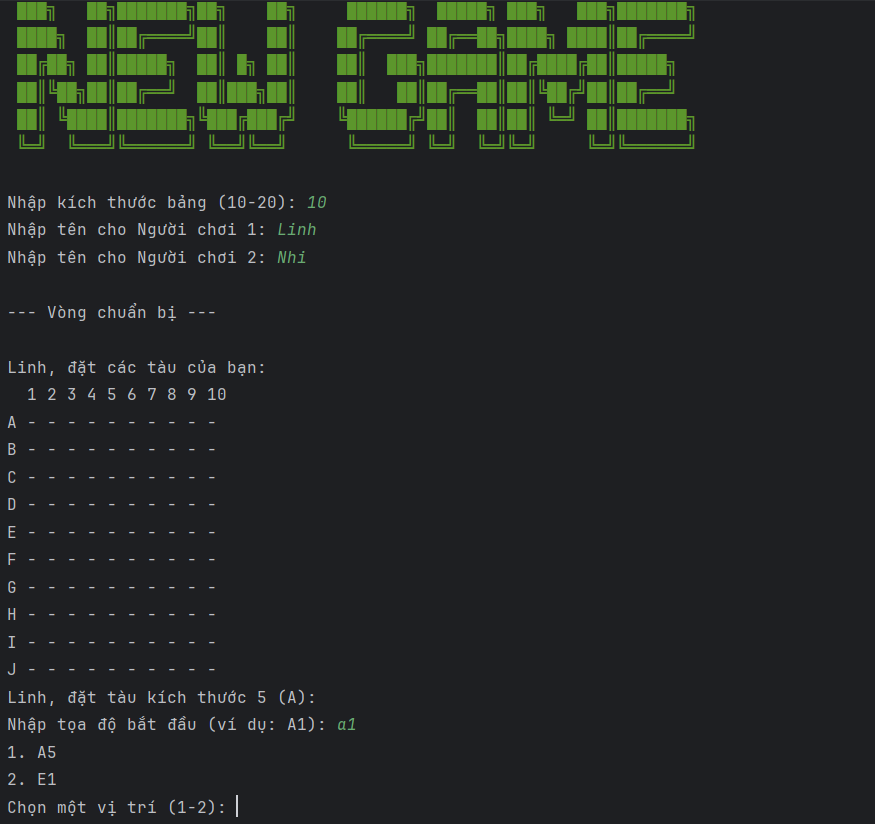 NEW GAME
Nhập kích thước bảng (10-20): 10
Nhập tên cho Người chơi 1: Linh
Nhập tên cho Người chơi 2: Nhi
--- Vòng chuẩn bị ---
Linh, đặt các tàu của bạn:
1 2 3 4 5 6 7 8 9 10
A - - - - - - - - - -
B - - - - - - - - - -
C - - - - - - - - - -
D - - - - - - - - - -
E - - - - - - - - - -
F - - - - - - - - - -
G - - - - - - - - - -
H - - - - - - - - - -
I - - - - - - - - - -
J - - - - - - - - - -
Linh, đặt tàu kích thước 5 (A):
Nhập tọa độ bắt đầu (ví dụ: A1): a1
1. A5
2. E1
Chọn một vị trí (1-2):